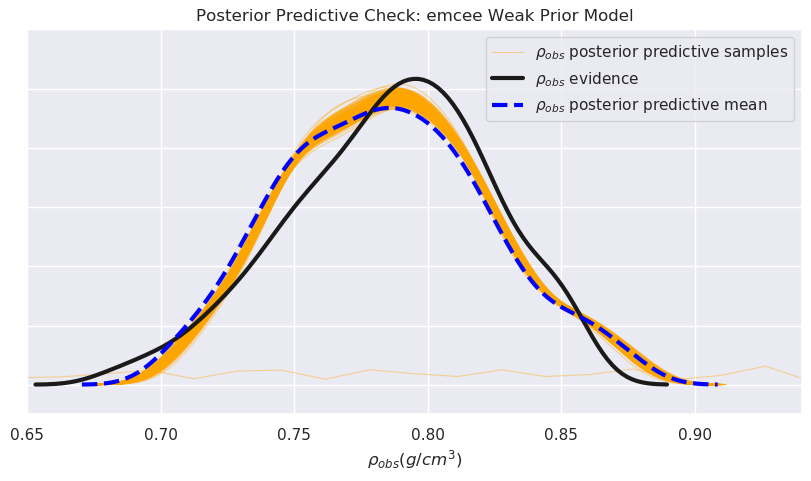 Posterior Predictive Check: emcee Weak Prior Model
ρ_obs posterior predictive samples
ρ_obs evidence
ρ_obs posterior predictive mean
0.65 0.70 0.75 0.80 0.85 0.90
ρ_obs(g/cm³)